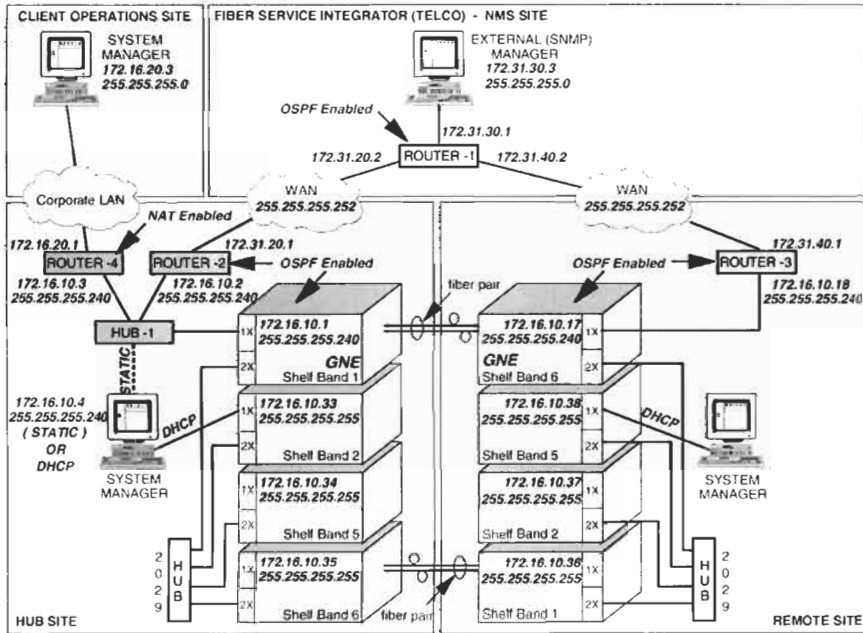 CLIENT OPERATIONS SITE
FIBER SERVICE INTEGRATOR (TELCO) - NMS SITE
SYSTEM
MANAGER
172.16.20.3
255.255.255.0
EXTERNAL (SNMP)
MANAGER
172.31.30.3
255.255.255.0
OSPF Enabled
172.31.30.1
172.31.20.2
ROUTER -1
172.31.40.2
Corporate LAN
WAN
255.255.255.252
WAN
255.255.255.252
NAT Enabled
172.16.20.1
ROUTER -4
172.16.10.3
255.255.255.240
172.31.20.1
ROUTER -2
172.16.10.2
255.255.255.240
OSPF Enabled
OSPF Enabled
172.31.40.1
ROUTER -3
172.16.10.18
255.255.255.240
fiber pair
HUB -1
STATIC
1X
172.16.10.1
255.255.255.240
GNE
2X
Shelf Band 1
172.16.10.17
255.255.255.240
1X
GNE
Shelf Band 6
2X
172.16.10.4
255.255.255.240
( STATIC )
OR
DHCP
SYSTEM
MANAGER
DHCP
1X
172.16.10.33
255.255.255.255
2X
Shelf Band 2
172.16.10.38
255.255.255.255
1X
Shelf Band 5
2X
DHCP
SYSTEM
MANAGER
1X
172.16.10.34
255.255.255.255
2X
Shelf Band 5
172.16.10.37
255.255.255.255
1X
Shelf Band 2
2X
1X
172.16.10.35
255.255.255.255
2X
Shelf Band 6
172.16.10.36
255.255.255.255
1X
Shelf Band 1
2X
fiber pair
2029
HUB
HUB
2029
HUB SITE
REMOTE SITE